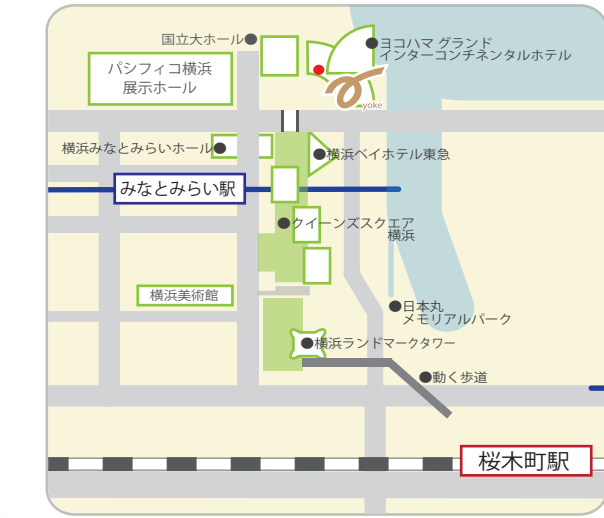 国立大ホール
ヨコハマ グランド
インターコンチネンタルホテル
パシフィコ横浜
展示ホール
yoke
横浜みなとみらいホール
横浜ベイホテル東急
みなとみらい駅
クイーンズスクエア
横浜
横浜美術館
日本丸
メモリアルパーク
横浜ランドマークタワー
動く歩道
桜木町駅